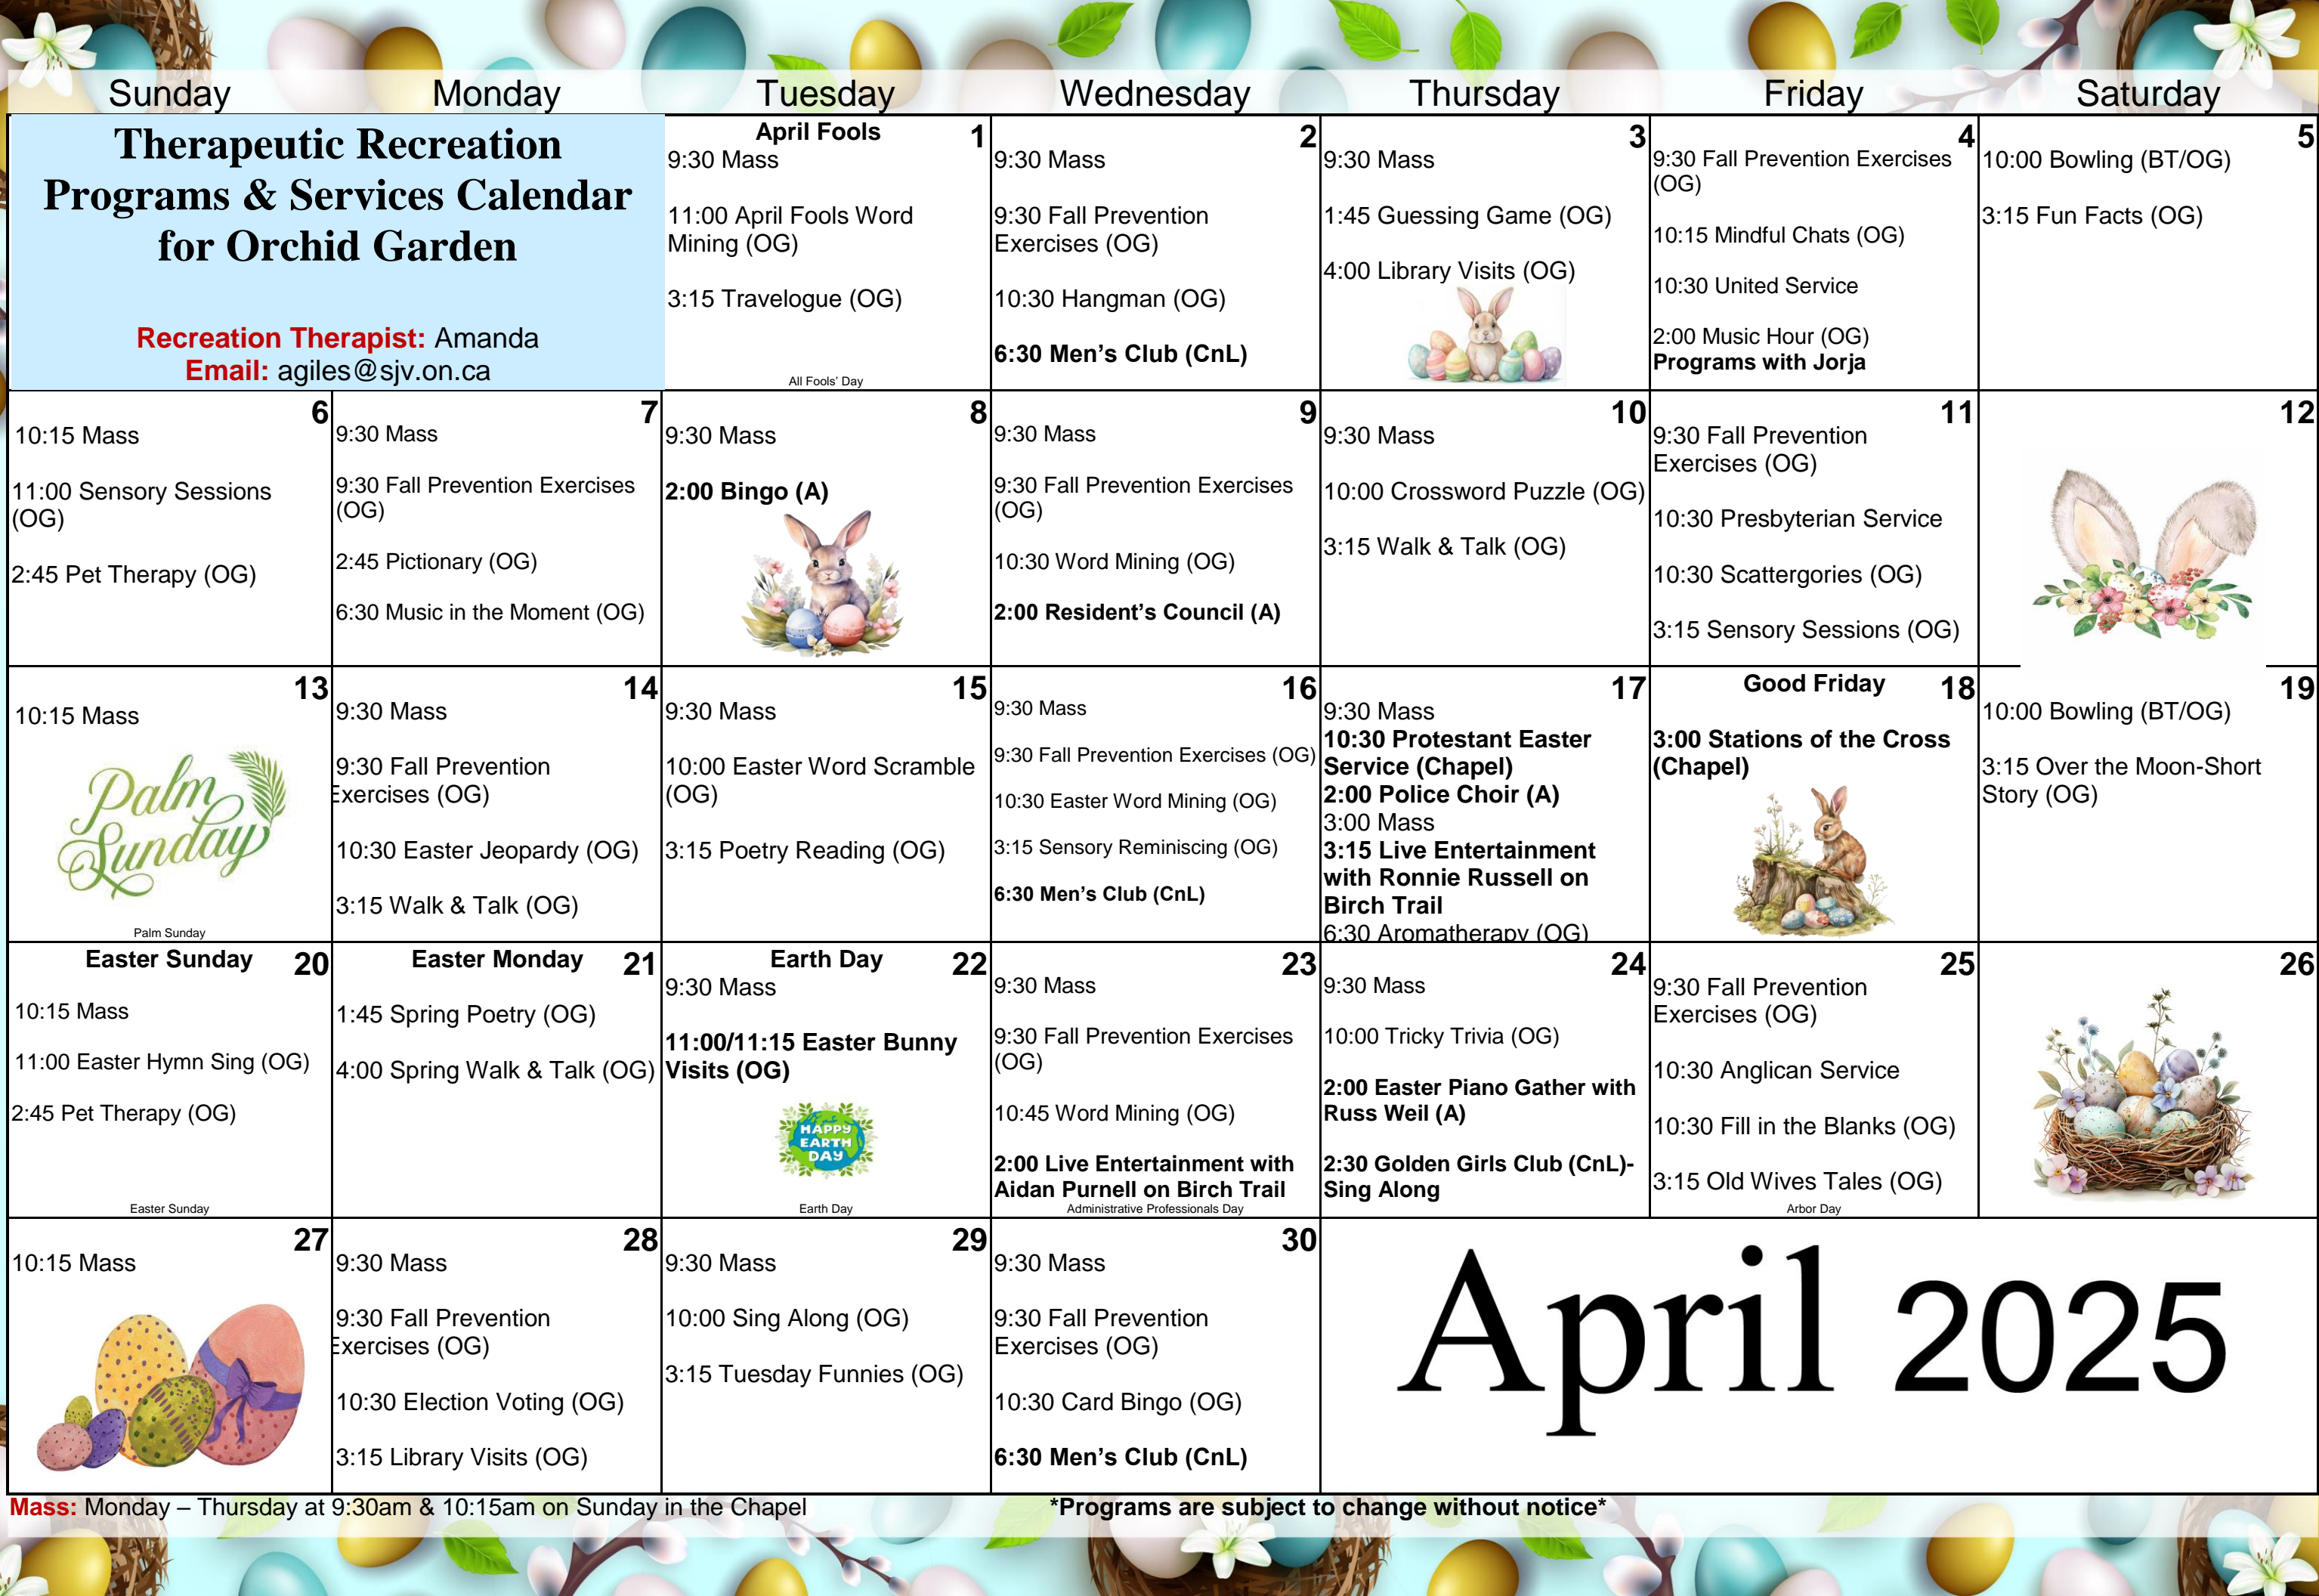 Sunday Monday Tuesday Wednesday Thursday Friday Saturday
Therapeutic Recreation
Programs & Services Calendar
for Orchid Garden
Recreation Therapist: Amanda
Email: agiles@sjv.on.ca
April Fools
1
9:30 Mass
11:00 April Fools Word
Mining (OG)
3:15 Travelogue (OG)
All Fools' Day
2
9:30 Mass
9:30 Fall Prevention
Exercises (OG)
10:30 Hangman (OG)
6:30 Men's Club (CnL)
3
9:30 Mass
1:45 Guessing Game (OG)
4:00 Library Visits (OG)
4
9:30 Fall Prevention Exercises
(OG)
10:15 Mindful Chats (OG)
10:30 United Service
2:00 Music Hour (OG)
Programs with Jorja
5
10:00 Bowling (BT/OG)
3:15 Fun Facts (OG)
6
10:15 Mass
11:00 Sensory Sessions
(OG)
2:45 Pet Therapy (OG)
7
9:30 Mass
9:30 Fall Prevention Exercises
(OG)
2:45 Pictionary (OG)
6:30 Music in the Moment (OG)
8
9:30 Mass
2:00 Bingo (A)
9
9:30 Mass
9:30 Fall Prevention Exercises
(OG)
10:30 Word Mining (OG)
2:00 Resident's Council (A)
10
9:30 Mass
10:00 Crossword Puzzle (OG)
3:15 Walk & Talk (OG)
11
9:30 Fall Prevention
Exercises (OG)
10:30 Presbyterian Service
10:30 Scattergories (OG)
3:15 Sensory Sessions (OG)
12
13
10:15 Mass
Palm
Sunday
Palm Sunday
14
9:30 Mass
9:30 Fall Prevention
Exercises (OG)
10:30 Easter Jeopardy (OG)
3:15 Walk & Talk (OG)
15
9:30 Mass
10:00 Easter Word Scramble
(OG)
3:15 Poetry Reading (OG)
16
9:30 Mass
9:30 Fall Prevention Exercises (OG)
10:30 Easter Word Mining (OG)
3:15 Sensory Reminiscing (OG)
6:30 Men's Club (CnL)
17
9:30 Mass
10:30 Protestant Easter
Service (Chapel)
2:00 Police Choir (A)
3:00 Mass
3:15 Live Entertainment
with Ronnie Russell on
Birch Trail
6:30 Aromatherapy (OG)
Good Friday
18
3:00 Stations of the Cross
(Chapel)
19
10:00 Bowling (BT/OG)
3:15 Over the Moon-Short
Story (OG)
Easter Sunday
20
10:15 Mass
11:00 Easter Hymn Sing (OG)
2:45 Pet Therapy (OG)
Easter Sunday
Easter Monday
21
1:45 Spring Poetry (OG)
4:00 Spring Walk & Talk (OG)
Earth Day
22
9:30 Mass
11:00/11:15 Easter Bunny
Visits (OG)
HAPPY
EARTH
DAY
Earth Day
23
9:30 Mass
9:30 Fall Prevention Exercises
(OG)
10:45 Word Mining (OG)
2:00 Live Entertainment with
Aidan Purnell on Birch Trail
Administrative Professionals Day
24
9:30 Mass
10:00 Tricky Trivia (OG)
2:00 Easter Piano Gather with
Russ Weil (A)
2:30 Golden Girls Club (CnL)-
Sing Along
25
9:30 Fall Prevention
Exercises (OG)
10:30 Anglican Service
10:30 Fill in the Blanks (OG)
3:15 Old Wives Tales (OG)
Arbor Day
26
27
10:15 Mass
28
9:30 Mass
9:30 Fall Prevention
Exercises (OG)
10:30 Election Voting (OG)
3:15 Library Visits (OG)
29
9:30 Mass
10:00 Sing Along (OG)
3:15 Tuesday Funnies (OG)
30
9:30 Mass
9:30 Fall Prevention
Exercises (OG)
10:30 Card Bingo (OG)
6:30 Men's Club (CnL)
April 2025
Mass: Monday – Thursday at 9:30am & 10:15am on Sunday in the Chapel
*Programs are subject to change without notice*